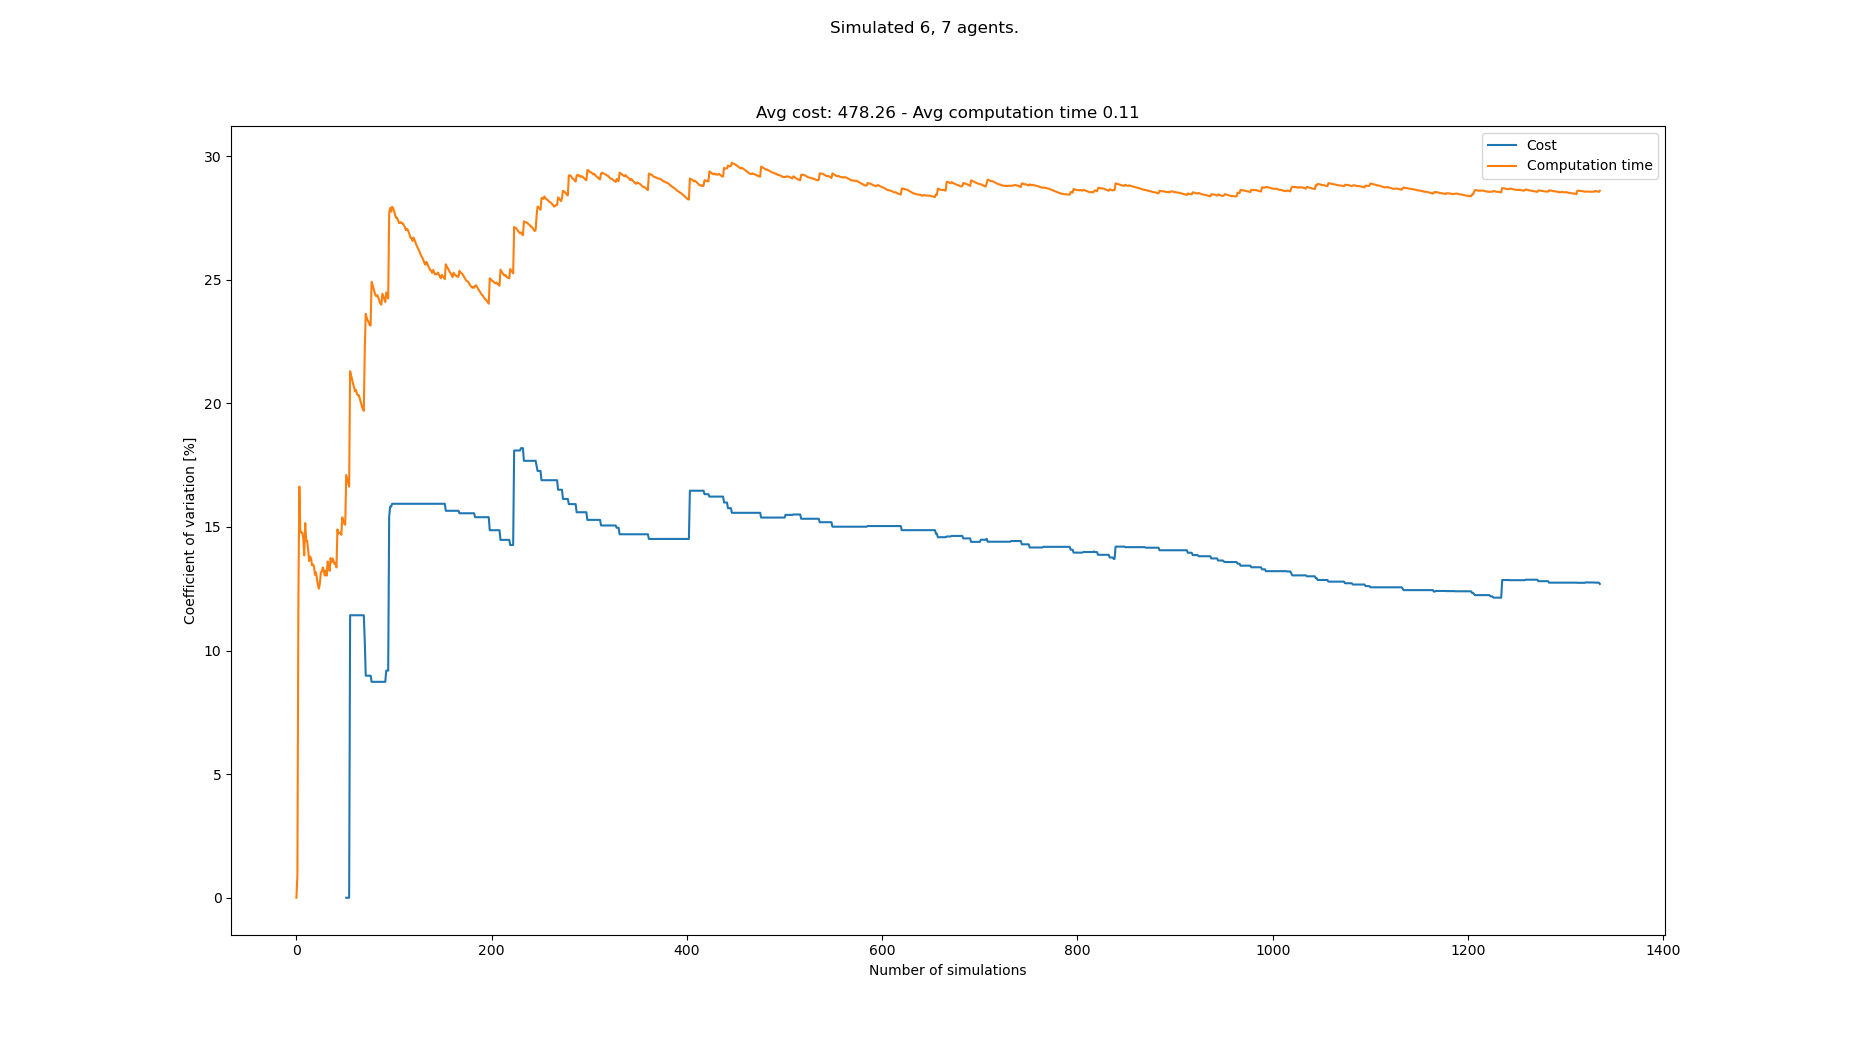 Simulated 6, 7 agents.
Avg cost: 478.26 - Avg computation time 0.11
Cost
Computation time
Coefficient of variation [%]
30
25
20
15
10
5
0
0 200 400 600 800 1000 1200 1400
Number of simulations